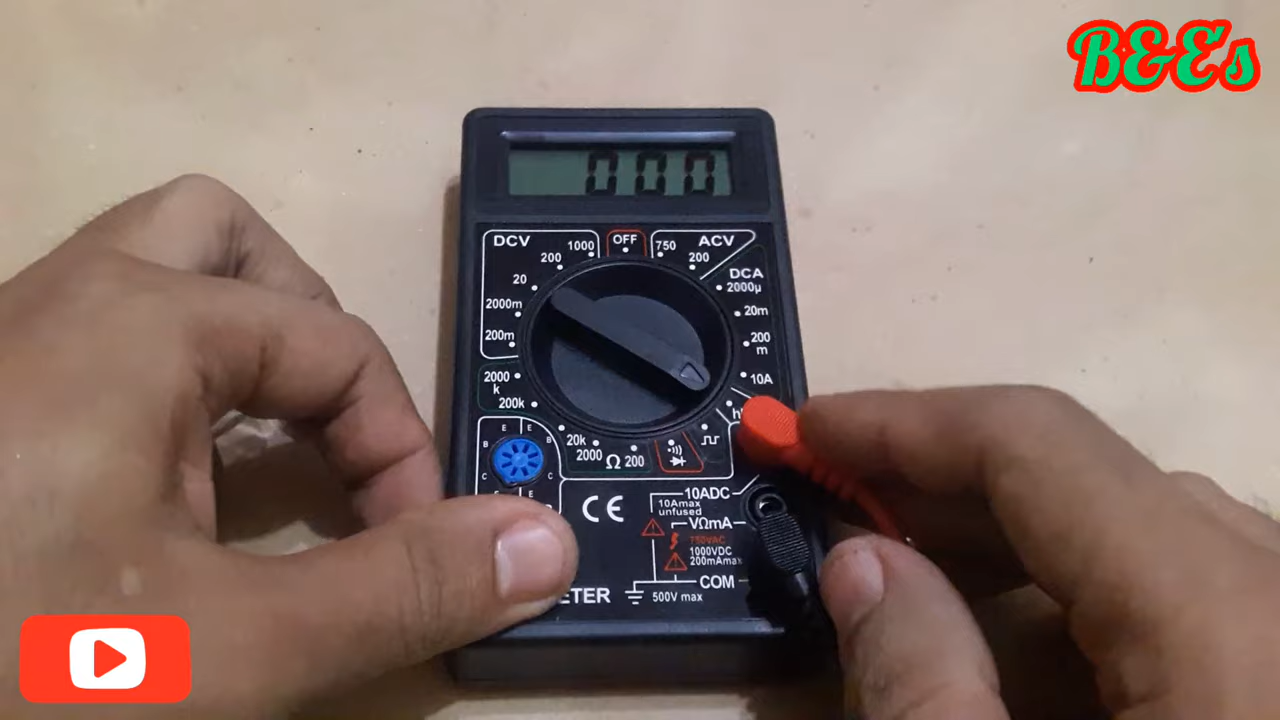 B&E's
000
DCV
1000
OFF
750
ACV
200
200
20
DCA
2000µ
2000m
20m
200m
200
m
2000
k
10A
200k
20k
2000
Ω
200
E
E
B
B
C
C
E
CE
10ADC
10Amax
unfused
VΩmA
750VAC
1000VDC
200mAmax
COM
ETER
500V max